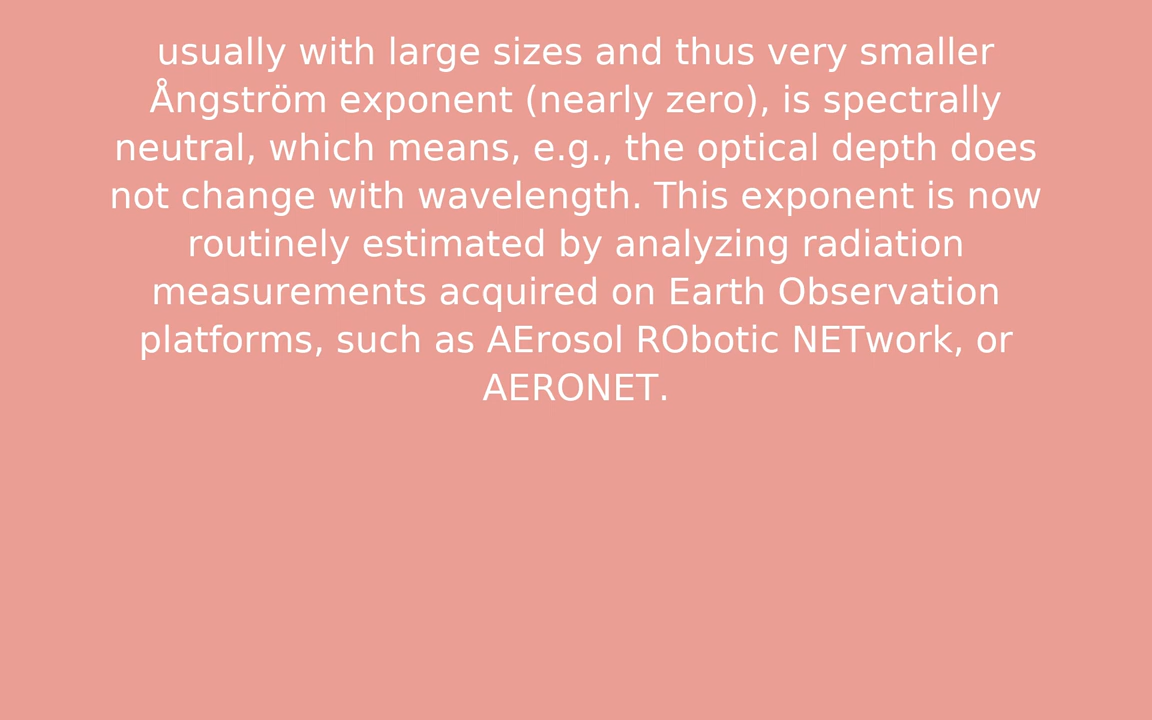 usually with large sizes and thus very smaller
Ångström exponent (nearly zero), is spectrally
neutral, which means, e.g., the optical depth does
not change with wavelength. This exponent is now
routinely estimated by analyzing radiation
measurements acquired on Earth Observation
platforms, such as AErosol RObotic NETwork, or
AERONET.